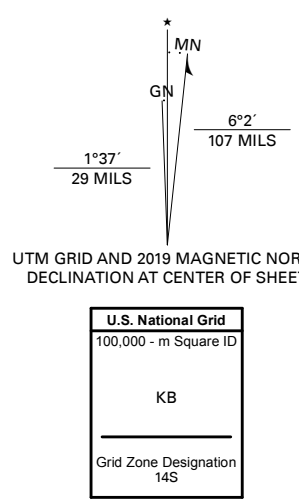 ★
MN
GN
6°2´
107 MILS
1°37´
29 MILS
UTM GRID AND 2019 MAGNETIC NOR
DECLINATION AT CENTER OF SHEET
U.S. National Grid
100,000 - m Square ID
KB
Grid Zone Designation
14S